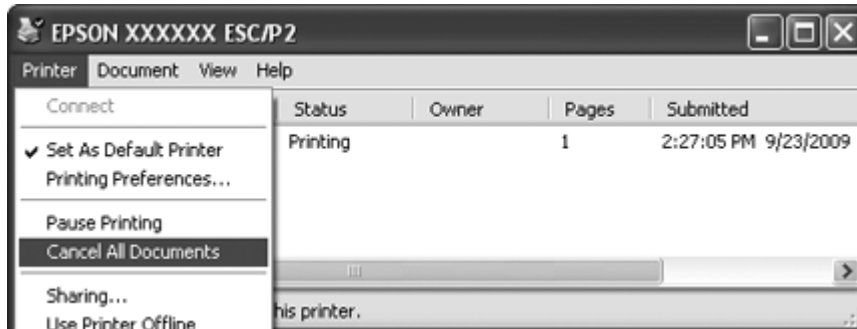 EPSON XXXXXX ESC/P2
Printer Document View Help
Connect
Status Owner Pages Submitted
Set As Default Printer
Printing 1 2:27:05 PM 9/23/2009
Printing Preferences...
Pause Printing
Cancel All Documents
Sharing...
his printer.
Use Printer Offline